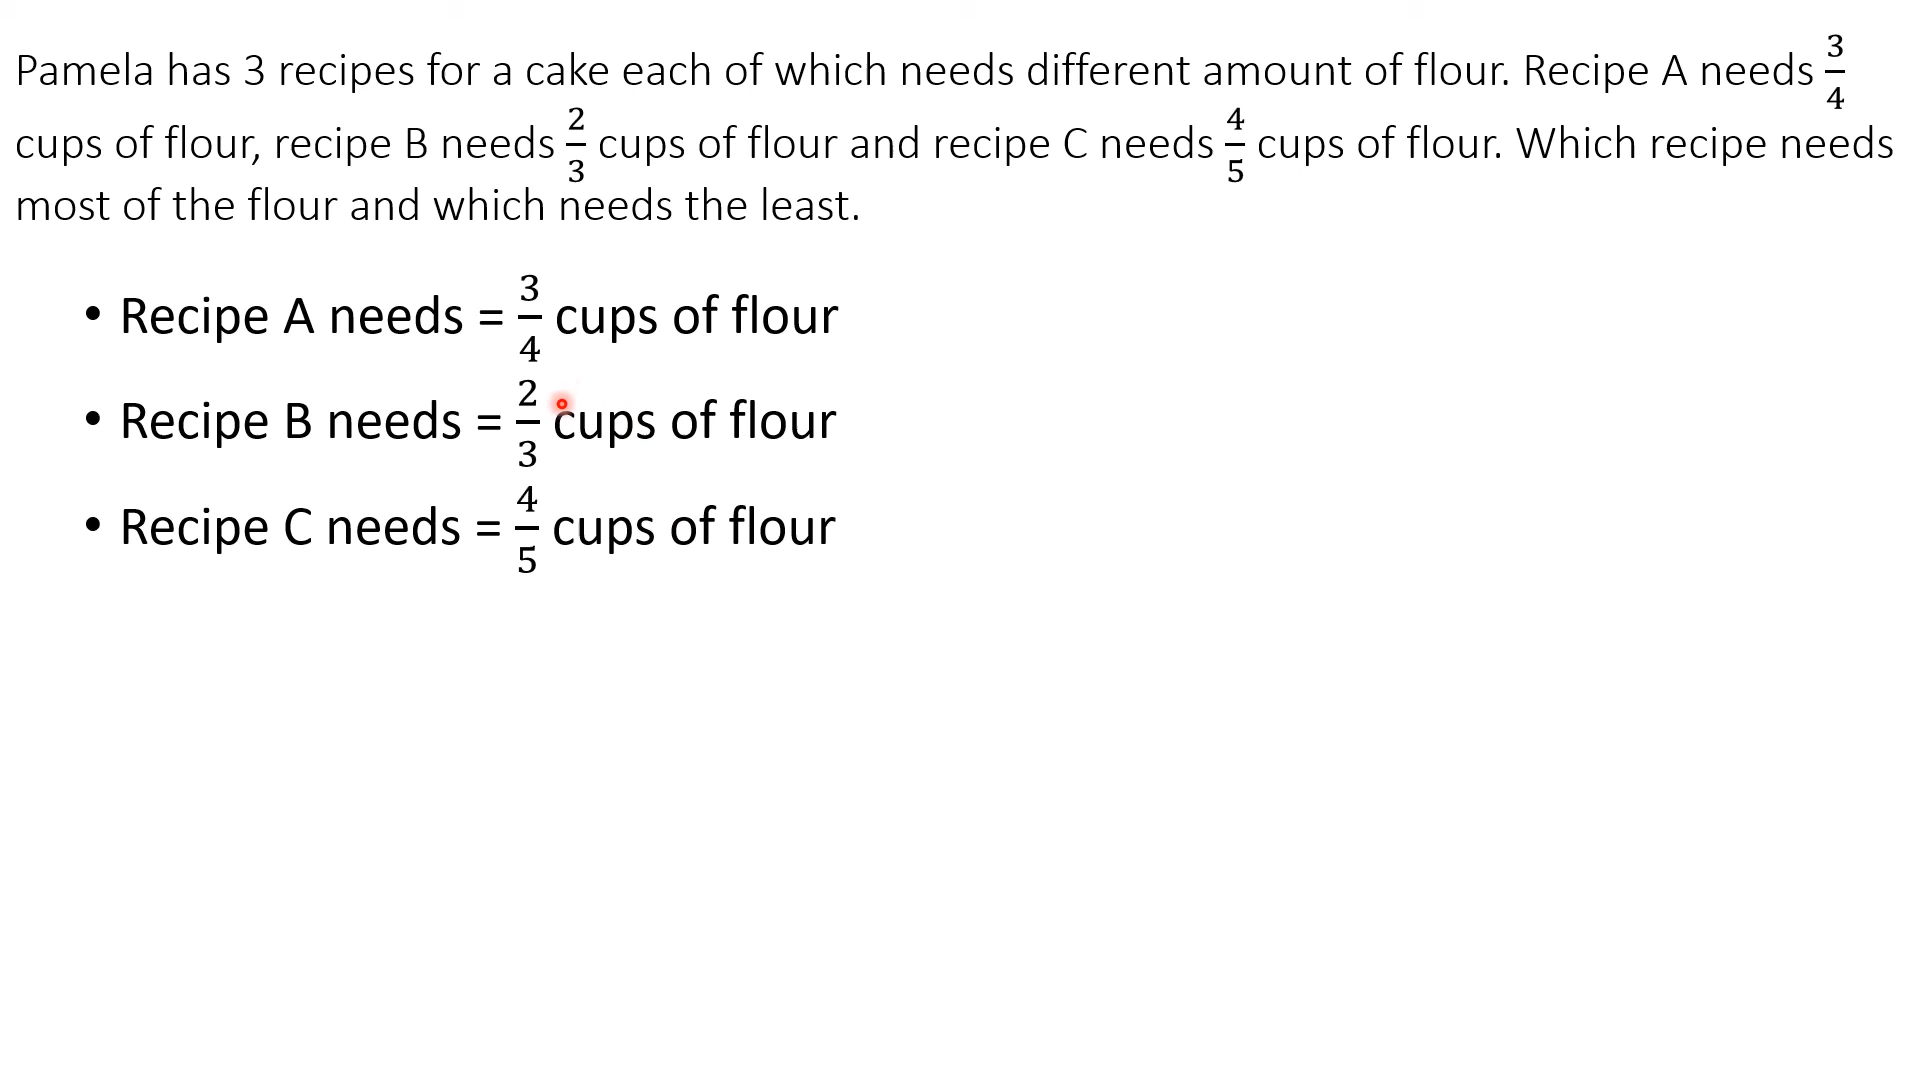 Pamela has 3 recipes for a cake each of which needs different amount of flour. Recipe A needs 3/4
cups of flour, recipe B needs 2/3 cups of flour and recipe C needs 4/5 cups of flour. Which recipe needs
most of the flour and which needs the least.
• Recipe A needs = 3/4 cups of flour
• Recipe B needs = 2/3 cups of flour
• Recipe C needs = 4/5 cups of flour